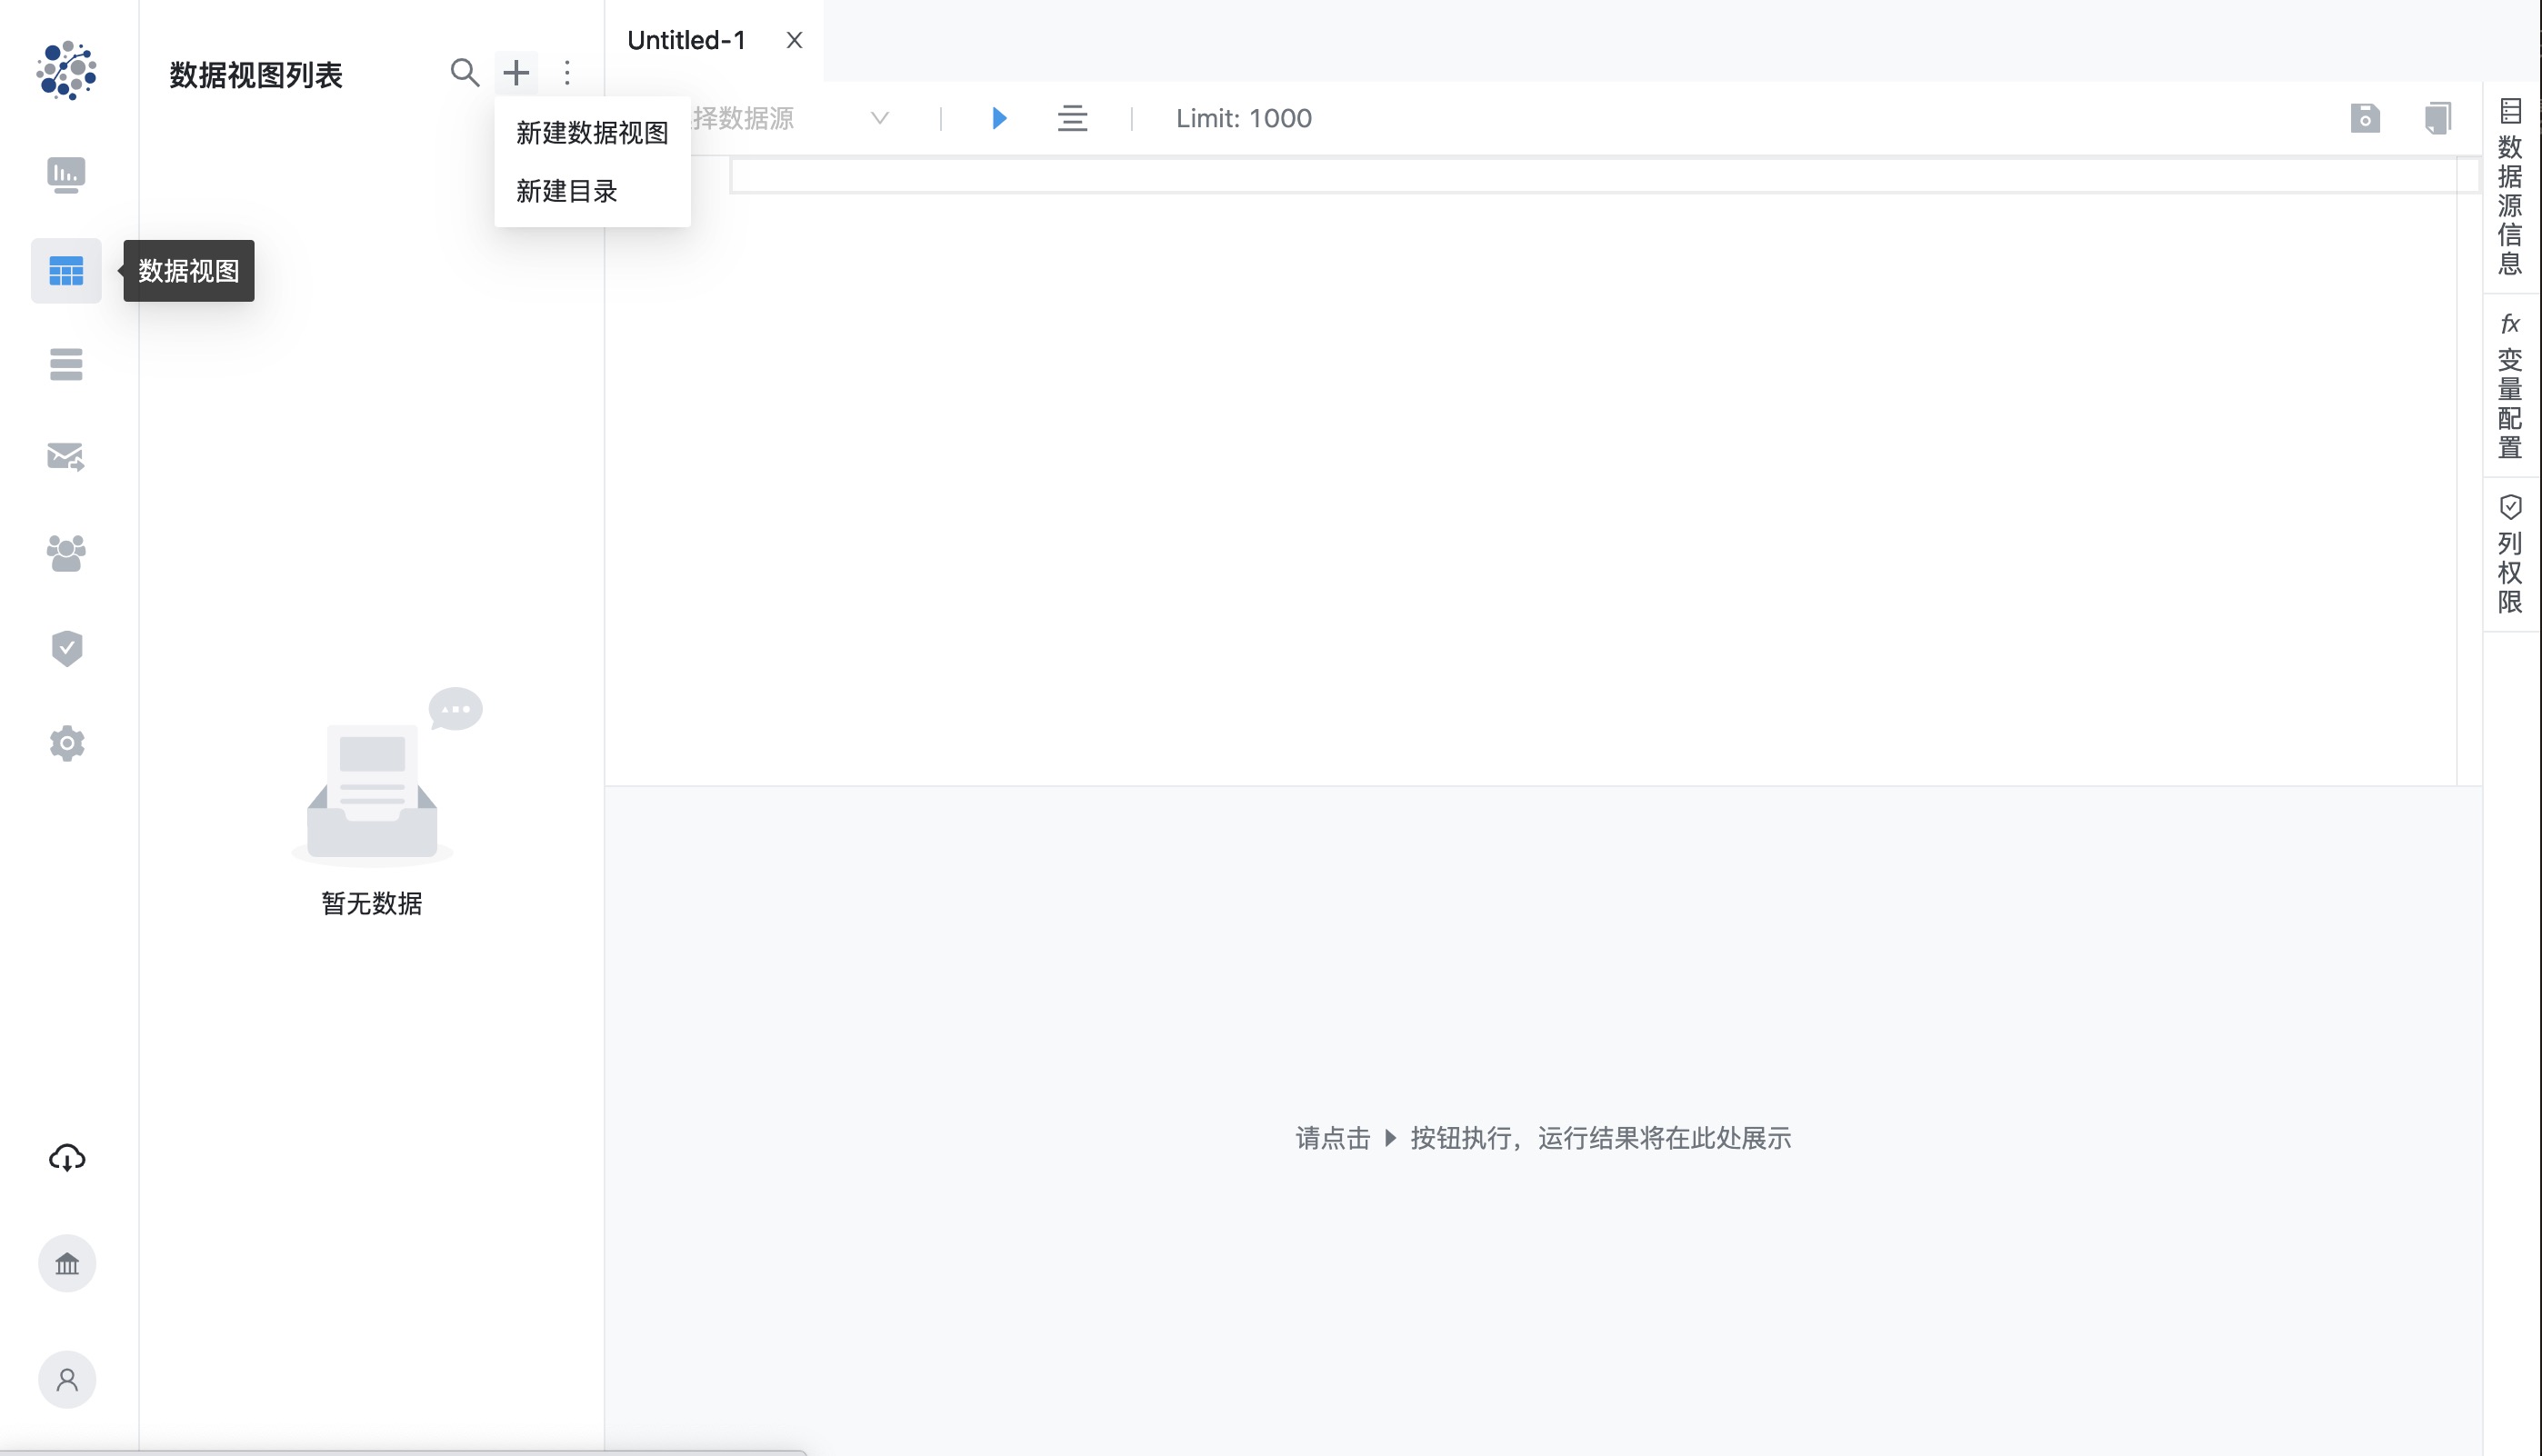 Untitled-1
数据视图列表
新建数据视图
新建目录
择数据源
Limit: 1000
数据视图
暂无数据
请点击 按钮执行，运行结果将在此处展示
数据源信息
fx
变量配置
列权限